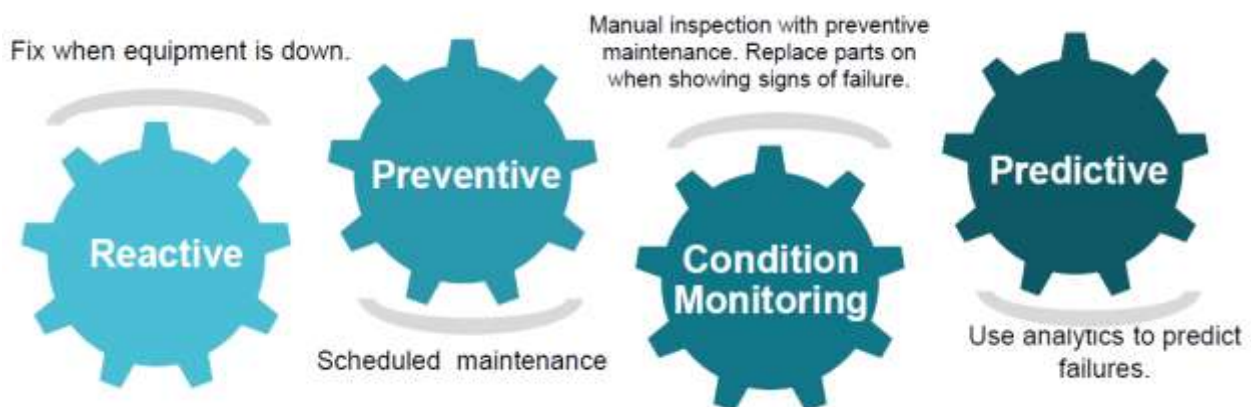 Fix when equipment is down.
Reactive
Preventive
Scheduled maintenance
Manual inspection with preventive
maintenance. Replace parts on
when showing signs of failure.
Condition
Monitoring
Predictive
Use analytics to predict
failures.